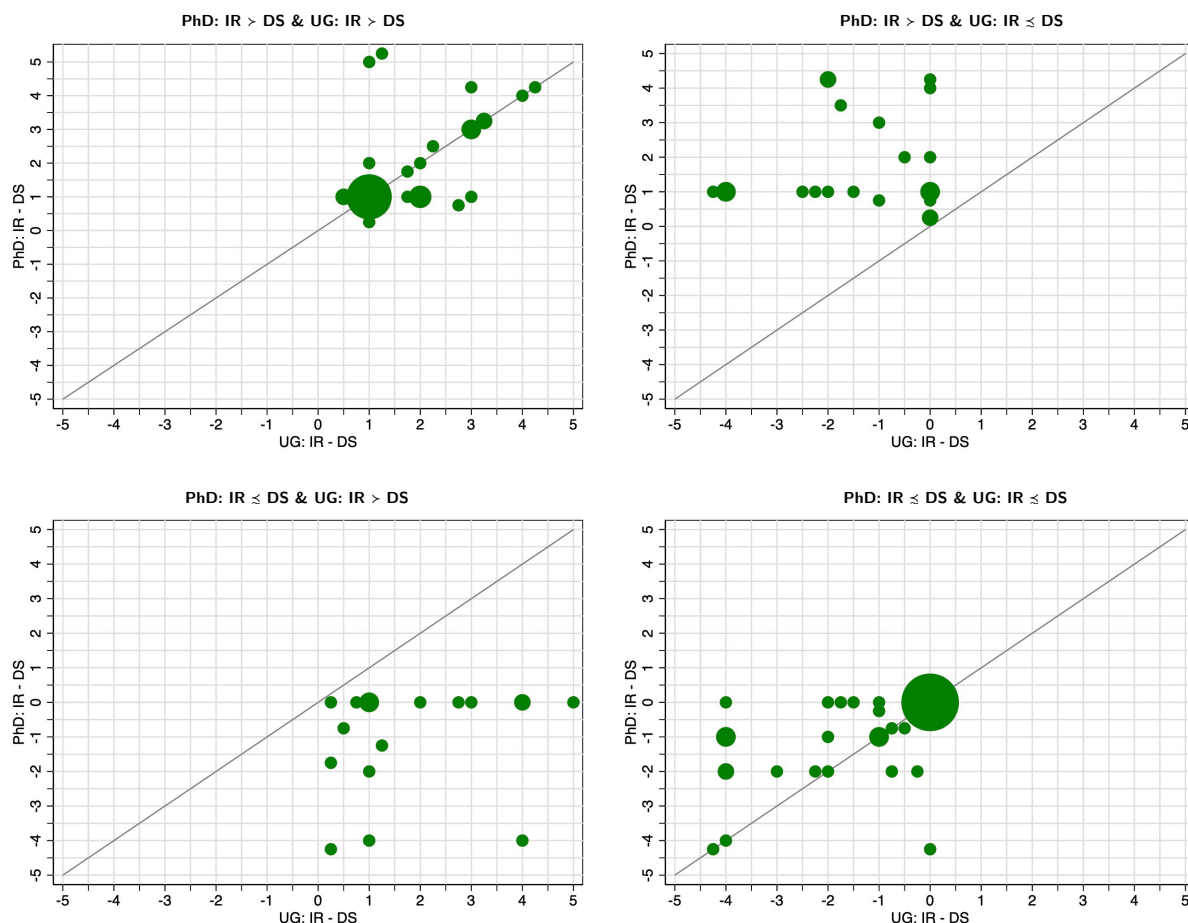 PhD: IR ≻ DS & UG: IR ≻ DS
PhD: IR - DS
5
4
3
2
1
0
-1
-2
-3
-4
-5
-5 -4 -3 -2 -1 0 1 2 3 4 5
UG: IR - DS
PhD: IR ≻ DS & UG: IR ≾ DS
PhD: IR - DS
5
4
3
2
1
0
-1
-2
-3
-4
-5
-5 -4 -3 -2 -1 0 1 2 3 4 5
UG: IR - DS
PhD: IR ≾ DS & UG: IR ≻ DS
PhD: IR - DS
5
4
3
2
1
0
-1
-2
-3
-4
-5
-5 -4 -3 -2 -1 0 1 2 3 4 5
UG: IR - DS
PhD: IR ≾ DS & UG: IR ≾ DS
PhD: IR - DS
5
4
3
2
1
0
-1
-2
-3
-4
-5
-5 -4 -3 -2 -1 0 1 2 3 4 5
UG: IR - DS